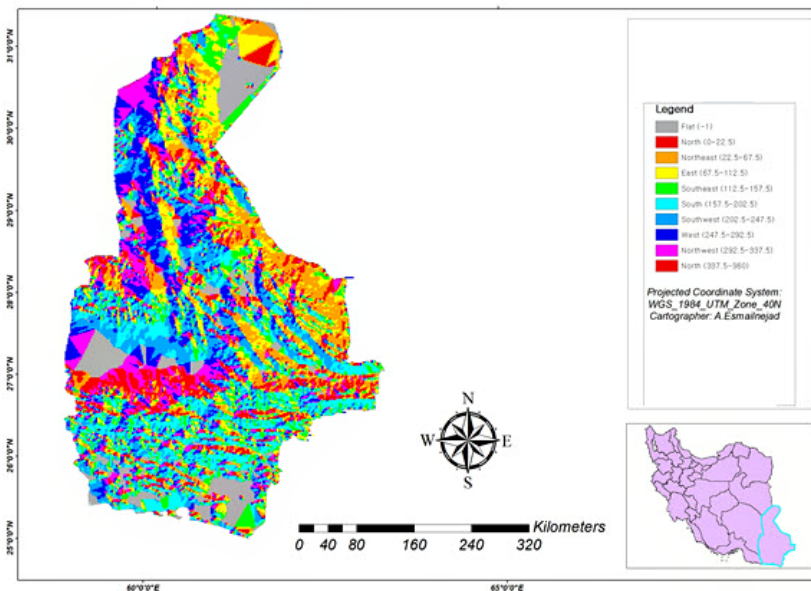 31°0'0"N
30°0'0"N
29°0'0"N
28°0'0"N
27°0'0"N
26°0'0"N
25°0'0"N
60°0'0"E
65°0'0"E
N
W E
S
Kilometers
0 20 40 60 80 160 240 320
Legend
Flat (-1)
North (0-22.5)
Northeast (22.5-67.5)
East (67.5-112.5)
Southeast (112.5-157.5)
South (157.5-202.5)
Southwest (202.5-247.5)
West (247.5-292.5)
Northwest (292.5-337.5)
North (337.5-360)
Projected Coordinate System:
WGS_1984_UTM_Zone_40N
Cartographer: A.Esmailnejad